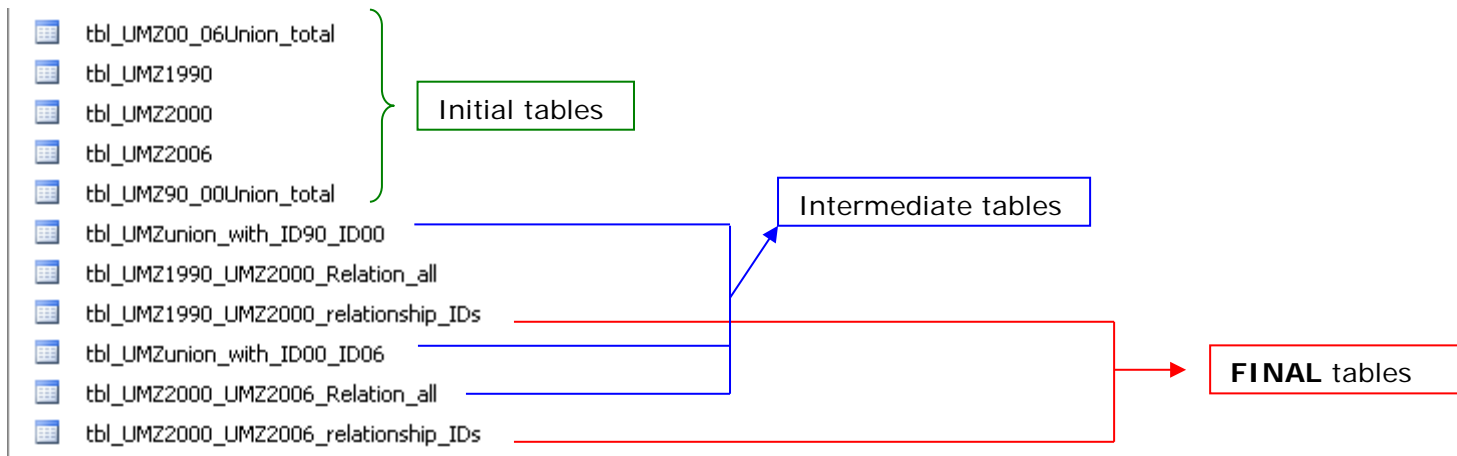 tbl_UMZ00_06Union_total
tbl_UMZ1990
tbl_UMZ2000
tbl_UMZ2006
tbl_UMZ90_00Union_total
tbl_UMZunion_with_ID90_ID00
tbl_UMZ1990_UMZ2000_Relation_all
tbl_UMZ1990_UMZ2000_relationship_IDs
tbl_UMZunion_with_ID00_ID06
tbl_UMZ2000_UMZ2006_Relation_all
tbl_UMZ2000_UMZ2006_relationship_IDs
Initial tables
Intermediate tables
FINAL tables